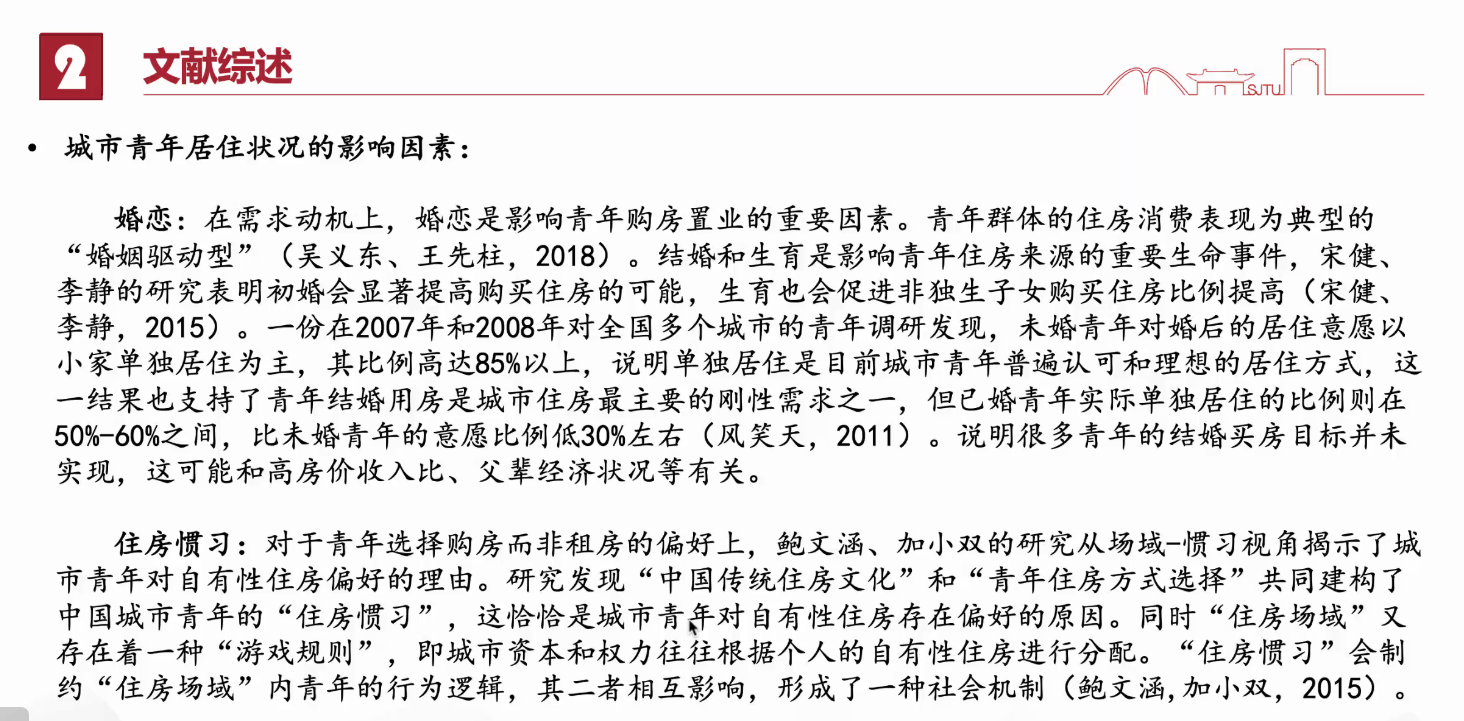 2 文献综述
SJTU
• 城市青年居住状况的影响因素：
婚恋：在需求动机上，婚恋是影响青年购房置业的重要因素。青年群体的住房消费表现为典型的
“婚姻驱动型”（吴义东、王先柱，2018）。结婚和生育是影响青年住房来源的重要生命事件，宋健、
李静的研究表明初婚会显著提高购买住房的可能，生育也会促进非独生子女购买住房比例提高（宋健、
李静，2015）。一份在2007年和2008年对全国多个城市的青年调研发现，未婚青年对婚后的居住意愿以
小家单独居住为主，其比例高达85%以上，说明单独居住是目前城市青年普遍认可和理想的居住方式，这
一结果也支持了青年结婚用房是城市住房最主要的刚性需求之一，但已婚青年实际单独居住的比例则在
50%-60%之间，比未婚青年的意愿比例低30%左右（风笑天，2011）。说明很多青年的结婚买房目标并未
实现，这可能和高房价收入比、父辈经济状况等有关。
住房惯习：对于青年选择购房而非租房的偏好上，鲍文涵、加小双的研究从场域-惯习视角揭示了城
市青年对自有性住房偏好的理由。研究发现“中国传统住房文化”和“青年住房方式选择”共同建构了
中国城市青年的“住房惯习”，这恰恰是城市青年对自有性住房存在偏好的原因。同时“住房场域”又
存在着一种“游戏规则”，即城市资本和权力往往根据个人的自有性住房进行分配。“住房惯习”会制
约“住房场域”内青年的行为逻辑，其二者相互影响，形成了一种社会机制（鲍文涵,加小双，2015）。